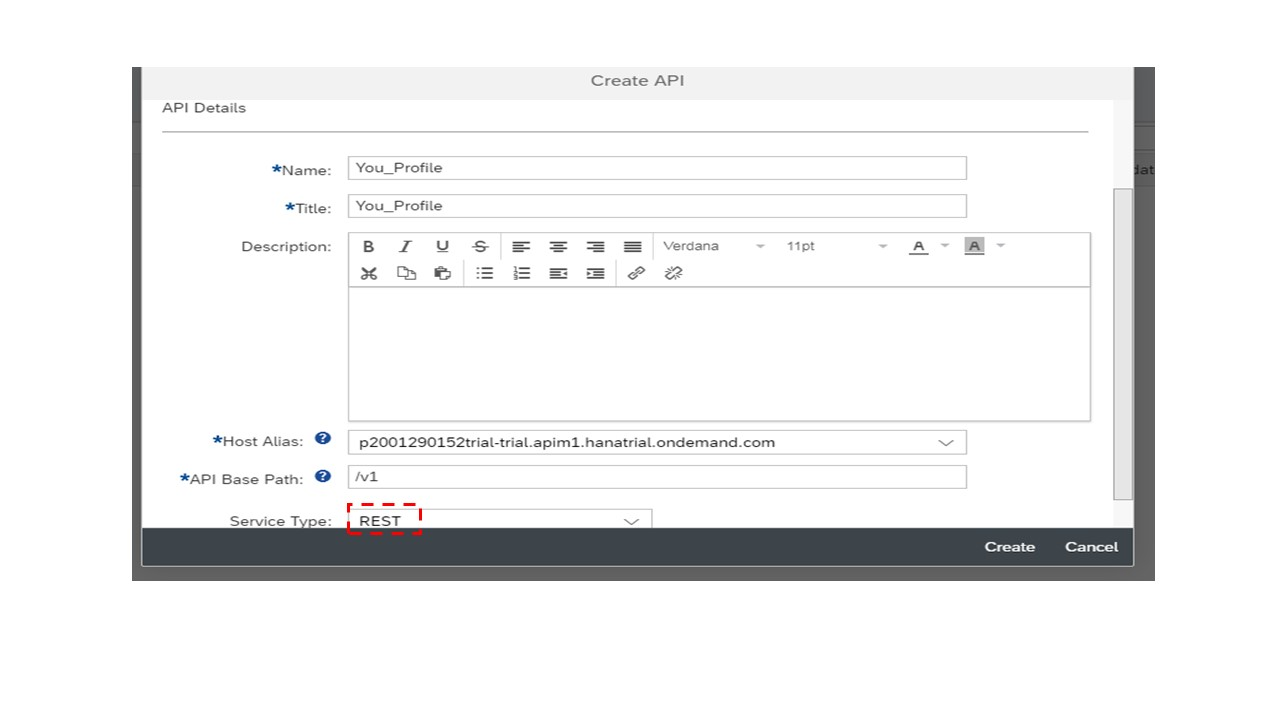 Create API
API Details
dat
*Name: You_Profile
*Title: You_Profile
Description: B I U S Verdana 11pt A A
*Host Alias: ? p2001290152trial-trial.apim1.hanatrial.ondemand.com
*API Base Path: ? /v1
Service Type: REST
Create Cancel